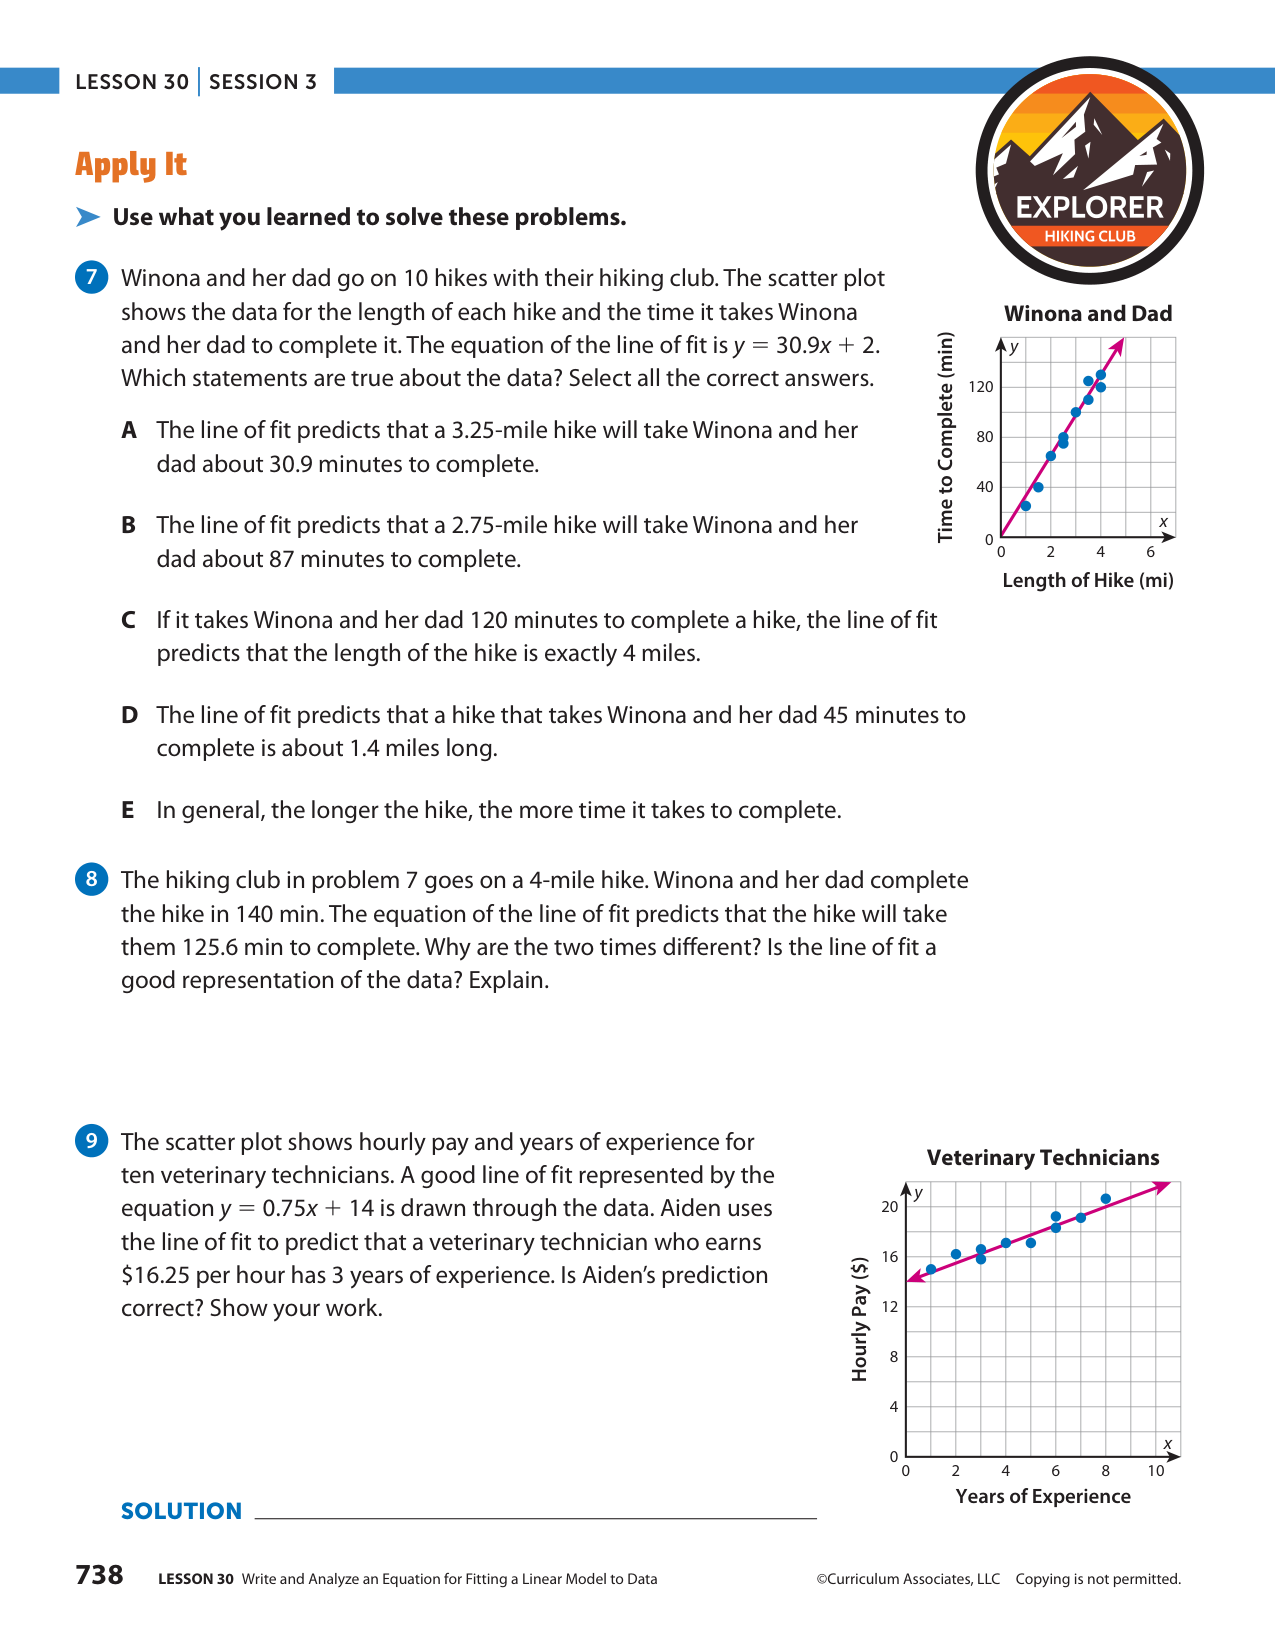 LESSON 30 | SESSION 3
EXPLORER
HIKING CLUB
Apply It
Use what you learned to solve these problems.
7 Winona and her dad go on 10 hikes with their hiking club. The scatter plot
shows the data for the length of each hike and the time it takes Winona
and her dad to complete it. The equation of the line of fit is y = 30.9x + 2.
Which statements are true about the data? Select all the correct answers.
A The line of fit predicts that a 3.25-mile hike will take Winona and her
dad about 30.9 minutes to complete.
B The line of fit predicts that a 2.75-mile hike will take Winona and her
dad about 87 minutes to complete.
C If it takes Winona and her dad 120 minutes to complete a hike, the line of fit
predicts that the length of the hike is exactly 4 miles.
D The line of fit predicts that a hike that takes Winona and her dad 45 minutes to
complete is about 1.4 miles long.
E In general, the longer the hike, the more time it takes to complete.
Winona and Dad
Time to Complete (min)
y
120
80
40
0
x
0 2 4 6
Length of Hike (mi)
8 The hiking club in problem 7 goes on a 4-mile hike. Winona and her dad complete
the hike in 140 min. The equation of the line of fit predicts that the hike will take
them 125.6 min to complete. Why are the two times different? Is the line of fit a
good representation of the data? Explain.
9 The scatter plot shows hourly pay and years of experience for
ten veterinary technicians. A good line of fit represented by the
equation y = 0.75x + 14 is drawn through the data. Aiden uses
the line of fit to predict that a veterinary technician who earns
$16.25 per hour has 3 years of experience. Is Aiden's prediction
correct? Show your work.
Veterinary Technicians
Hourly Pay ($)
y
20
16
12
8
4
0
x
0 2 4 6 8 10
Years of Experience
SOLUTION
738 LESSON 30 Write and Analyze an Equation for Fitting a Linear Model to Data
©Curriculum Associates, LLC Copying is not permitted.